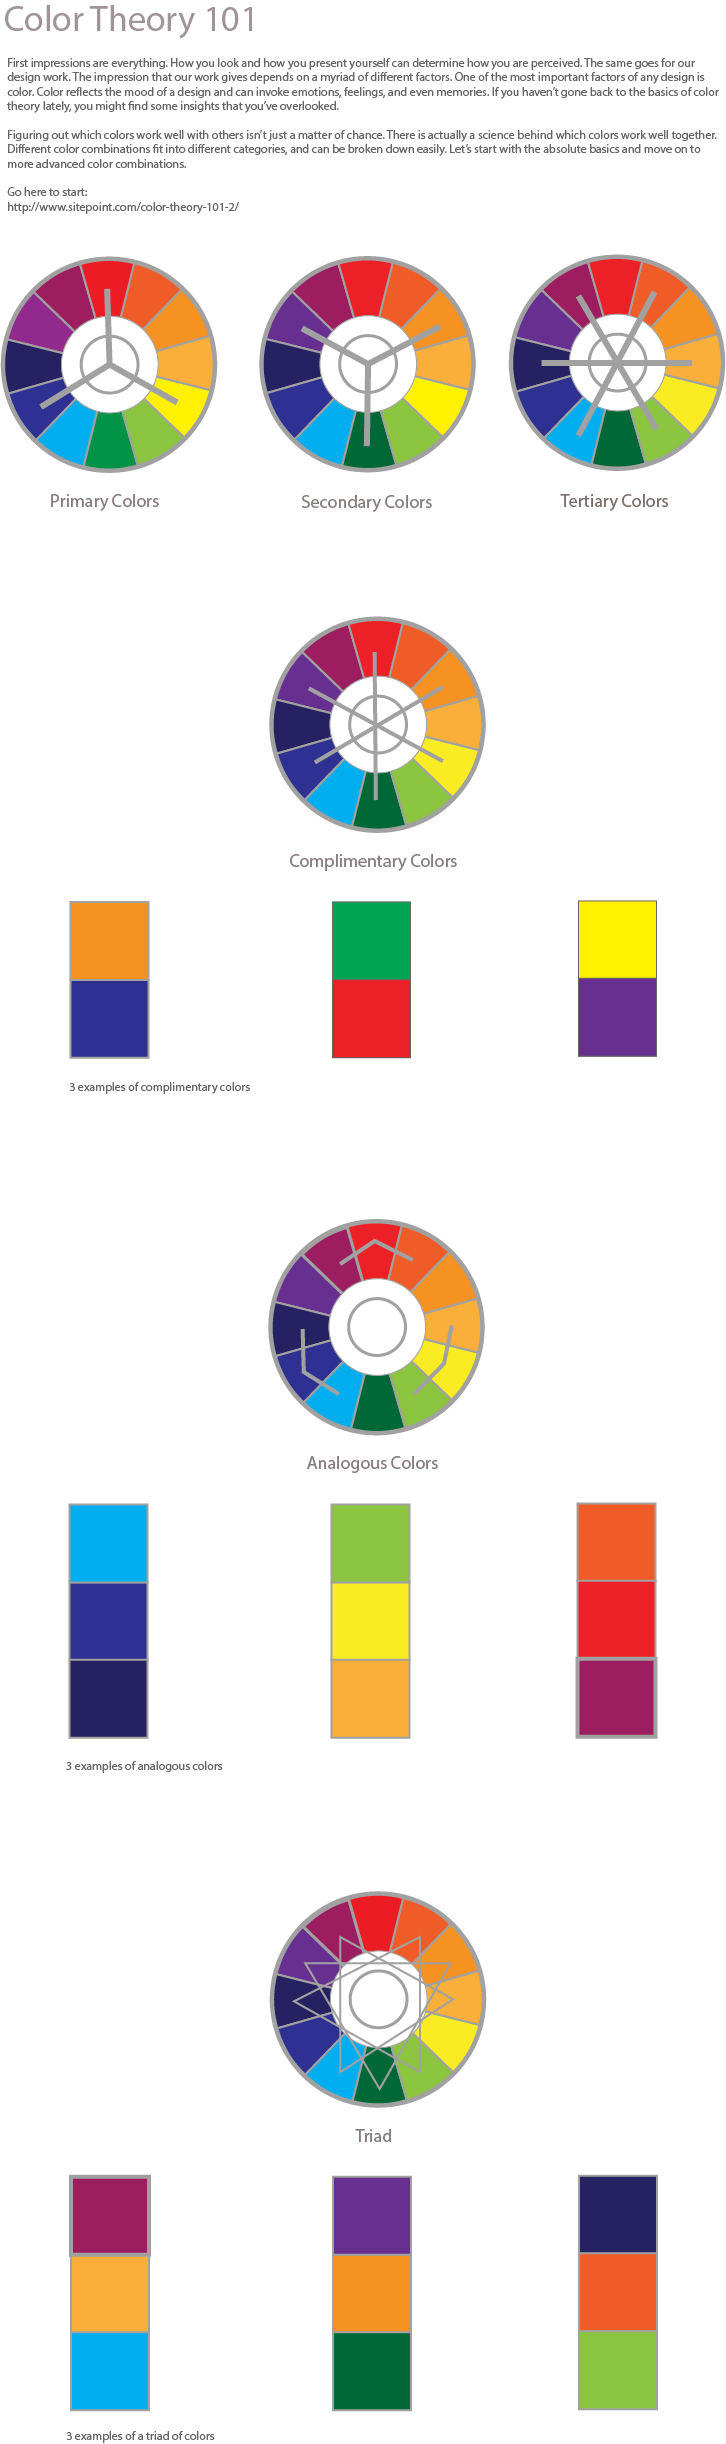 Color Theory 101
First impressions are everything. How you look and how you present yourself can determine how you are perceived. The same goes for our
design work. The impression that our work gives depends on a myriad of different factors. One of the most important factors of any design is
color. Color reflects the mood of a design and can invoke emotions, feelings, and even memories. If you haven't gone back to the basics of color
theory lately, you might find some insights that you've overlooked.
Figuring out which colors work well with others isn't just a matter of chance. There is actually a science behind which colors work well together.
Different color combinations fit into different categories, and can be broken down easily. Let's start with the absolute basics and move on to
more advanced color combinations.
Go here to start:
http://www.sitepoint.com/color-theory-101-2/
Primary Colors
Secondary Colors
Tertiary Colors
Complimentary Colors
3 examples of complimentary colors
Analogous Colors
3 examples of analogous colors
Triad
3 examples of a triad of colors